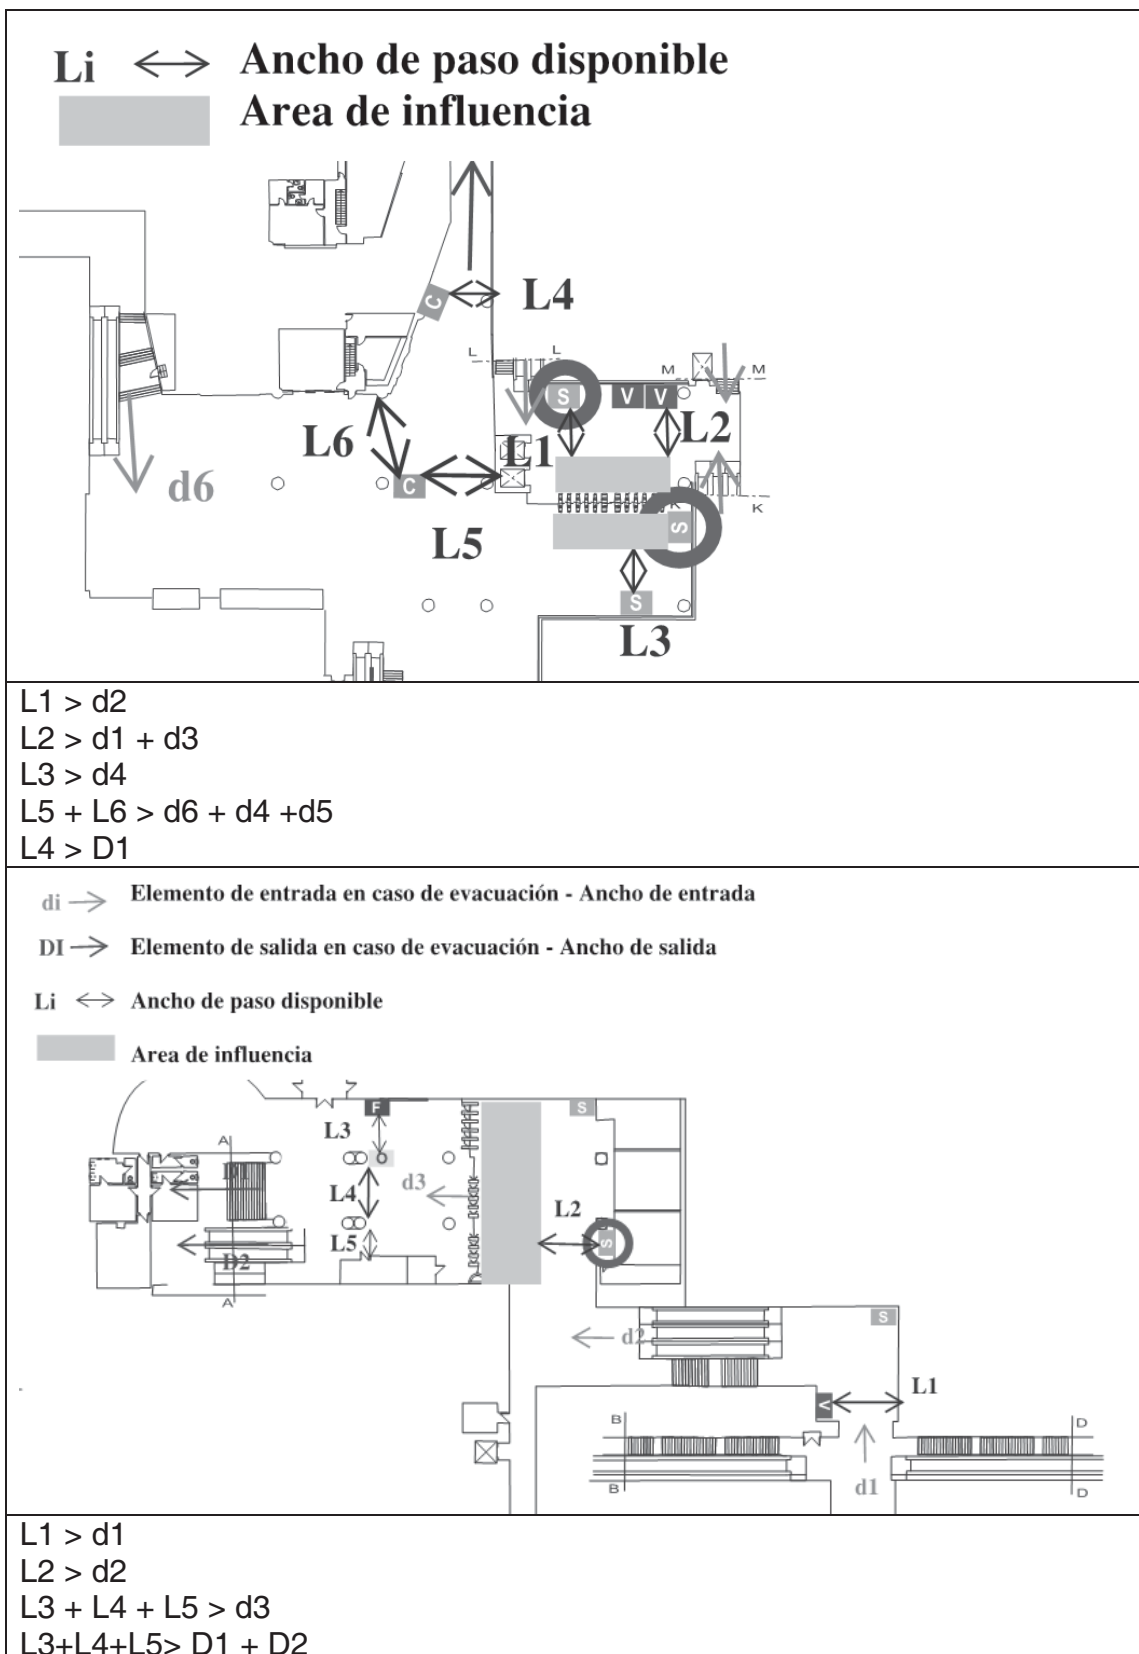 Li Ancho de paso disponible
Area de influencia
C
L4
L L
M M
S V V
L6
L1 L2
d6
C
K
K
L5
S
S
L3
L1 > d2
L2 > d1 + d3
L3 > d4
L5 + L6 > d6 + d4 +d5
L4 > D1
di Elemento de entrada en caso de evacuación - Ancho de entrada
DI Elemento de salida en caso de evacuación - Ancho de salida
Li Ancho de paso disponible
Area de influencia
F S
L3
A
D1
L4 d3
L2
L5 S
D2
A
S
d2
L1
V
B D
d1
B D
L1 > d1
L2 > d2
L3 + L4 + L5 > d3
L3+L4+L5> D1 + D2